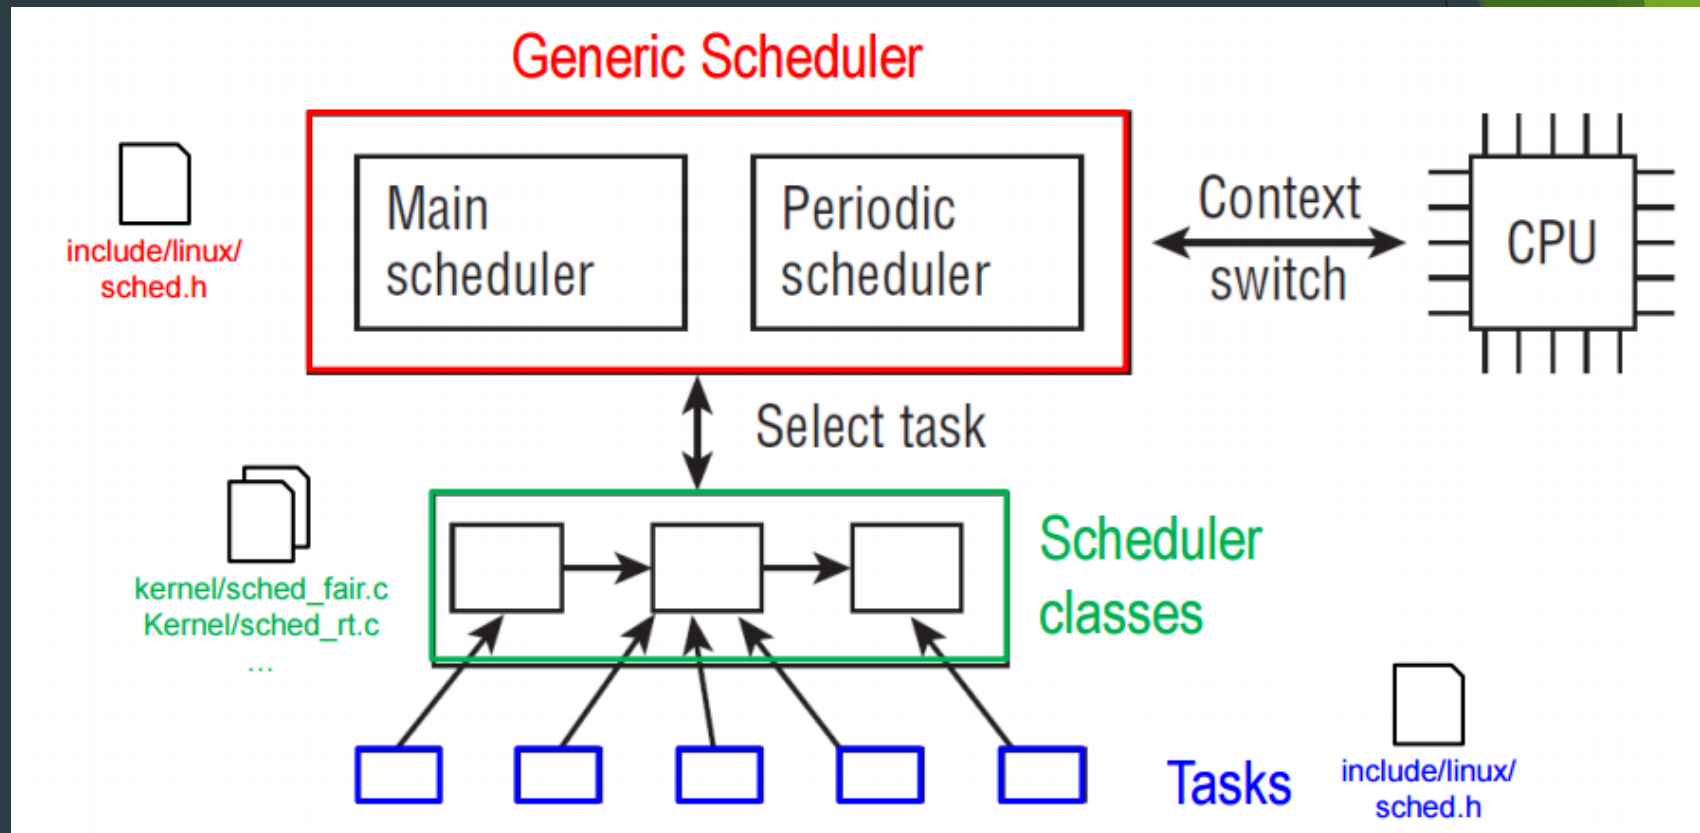 Generic Scheduler
include/linux/
sched.h
Main
scheduler
Periodic
scheduler
Context
switch
CPU
Select task
kernel/sched_fair.c
Kernel/sched_rt.c
...
Scheduler
classes
Tasks
include/linux/
sched.h